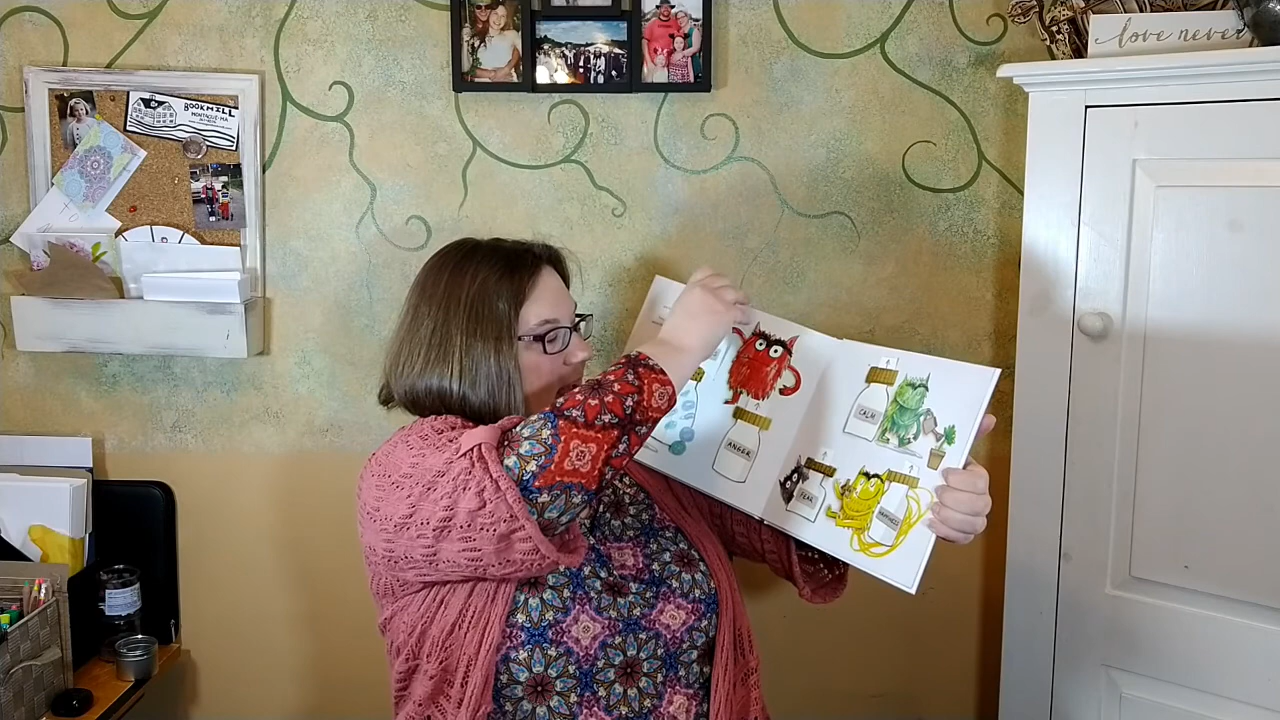 BOOKMILL
MONTAGUE, MA
love never
ANGER
CALM
FEAR
HAPPINESS